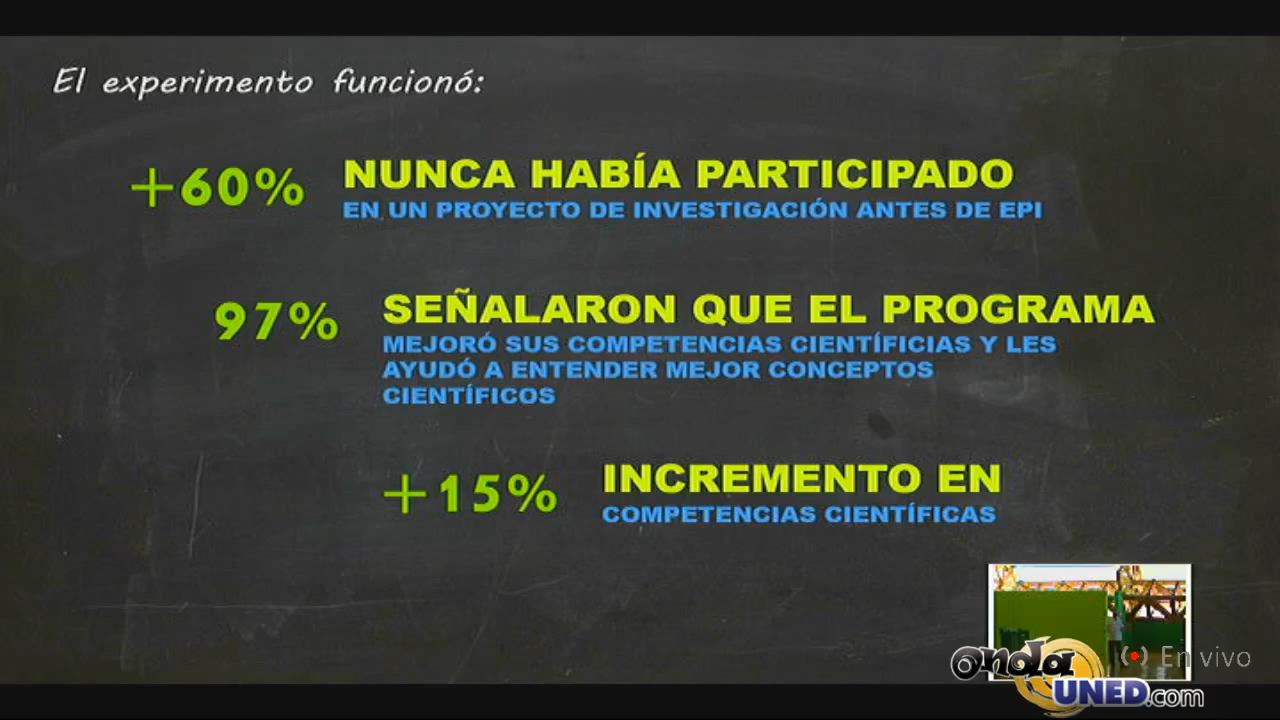 El experimento funcionó:
+60%
NUNCA HABÍA PARTICIPADO
EN UN PROYECTO DE INVESTIGACIÓN ANTES DE EPI
97%
SEÑALARON QUE EL PROGRAMA
MEJORÓ SUS COMPETENCIAS CIENTÍFICIAS Y LES
AYUDÓ A ENTENDER MEJOR CONCEPTOS
CIENTÍFICOS
+15%
INCREMENTO EN
COMPETENCIAS CIENTÍFICAS
onda
UNED.com
En vivo